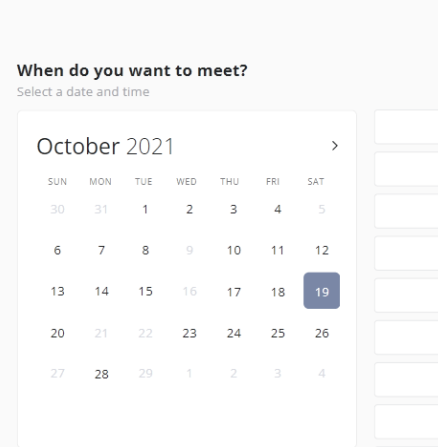 When do you want to meet?
Select a date and time
October 2021
SUN MON TUE WED THU FRI SAT
30 31 1 2 3 4 5
6 7 8 9 10 11 12
13 14 15 16 17 18 19
20 21 22 23 24 25 26
27 28 29 1 2 3 4